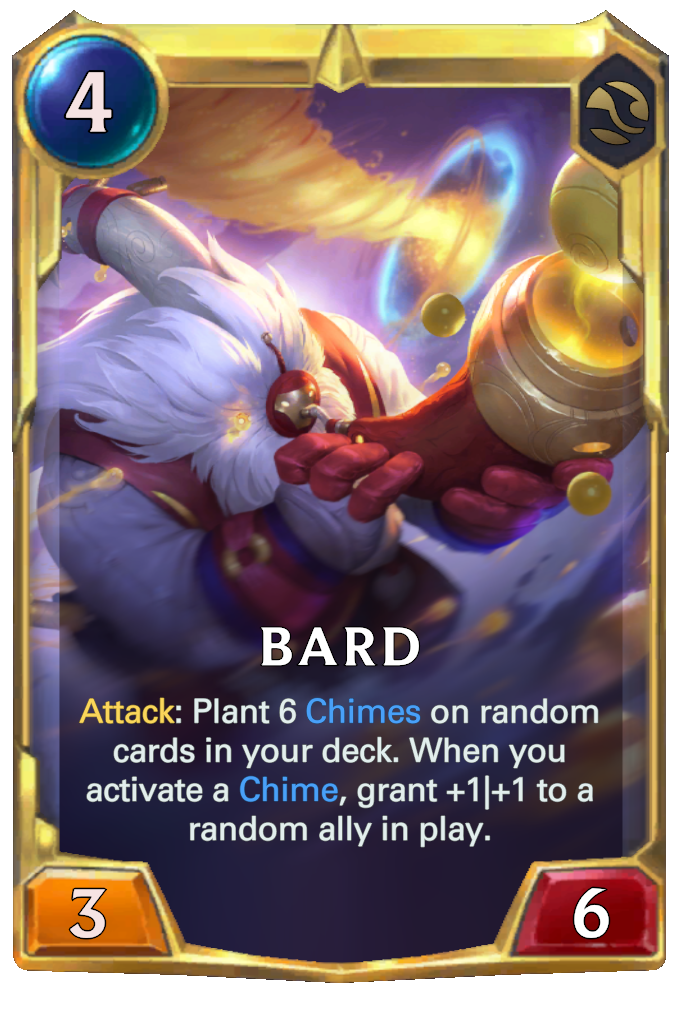 4
BARD
Attack: Plant 6 Chimes on random
cards in your deck. When you
activate a Chime, grant +1|+1 to a
random ally in play.
3
6